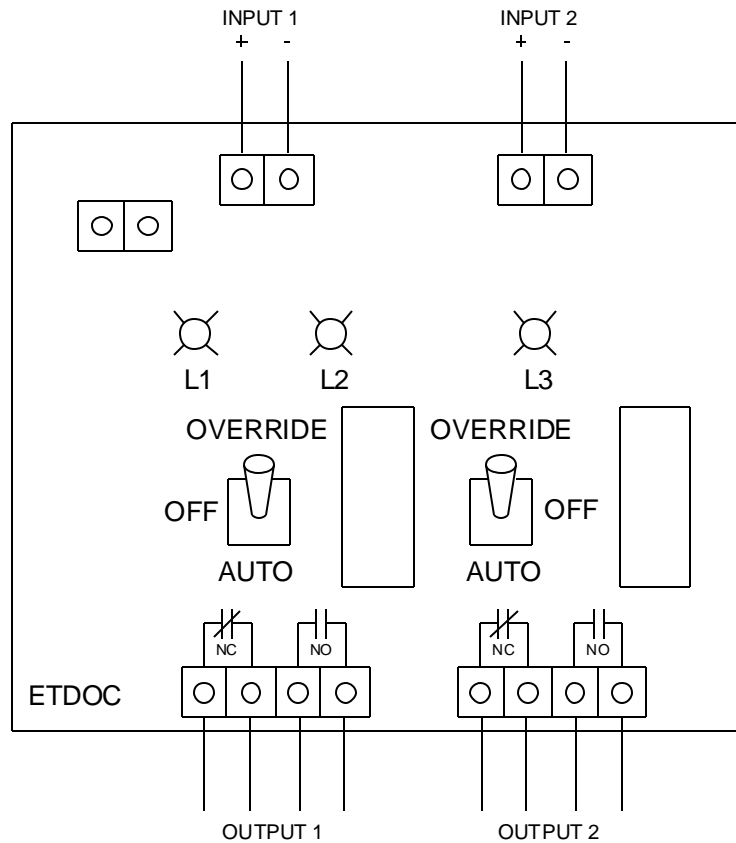 INPUT 1 INPUT 2
+ - + -
L1 L2 L3
OVERRIDE OVERRIDE
OFF OFF
AUTO AUTO
NC NO NC NO
ETDOC
OUTPUT 1 OUTPUT 2